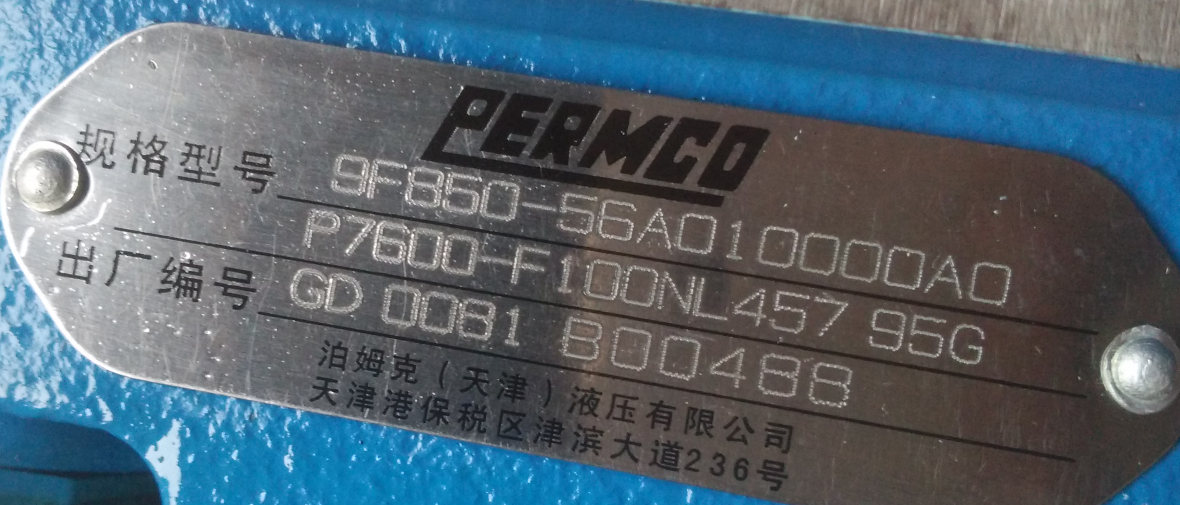 PERMCO
规格型号 9F850-56A010000A0
P7600-F100NL457 95G
出厂编号 GD 0081 B00488
泊姆克（天津）液压有限公司
天津港保税区津滨大道236号